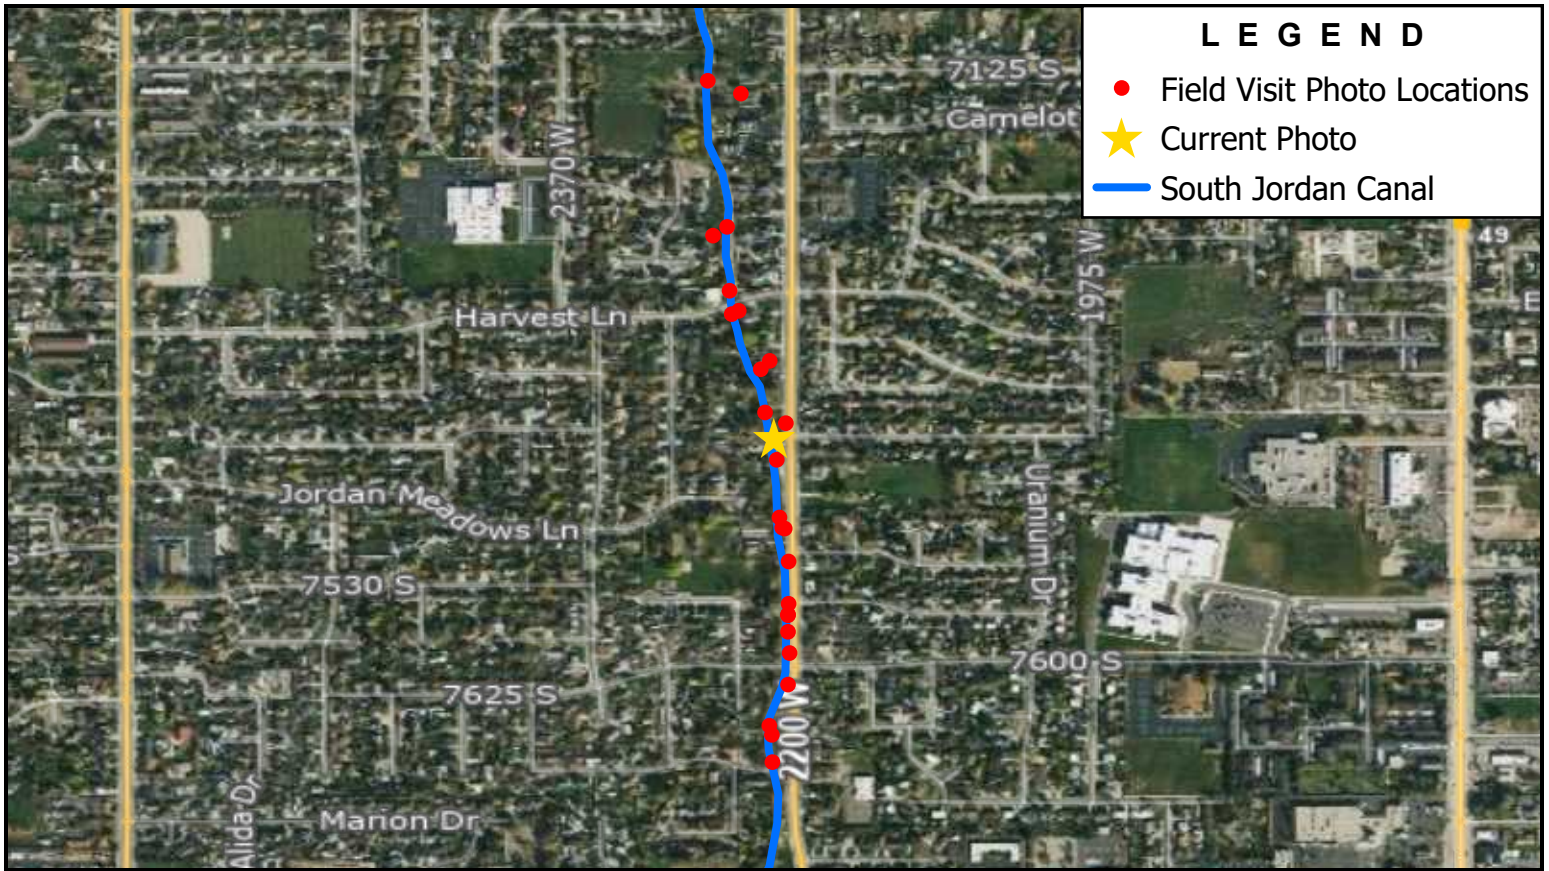 L E G E N D
Field Visit Photo Locations
Current Photo
South Jordan Canal
7125 S
Camelot
2370 W
49
1975 W
E
Harvest Ln
Jordan Meadows Ln
Uranium Dr
S
7530 S
7600 S
7625 S
2200 W
Alida Dr
Marion Dr